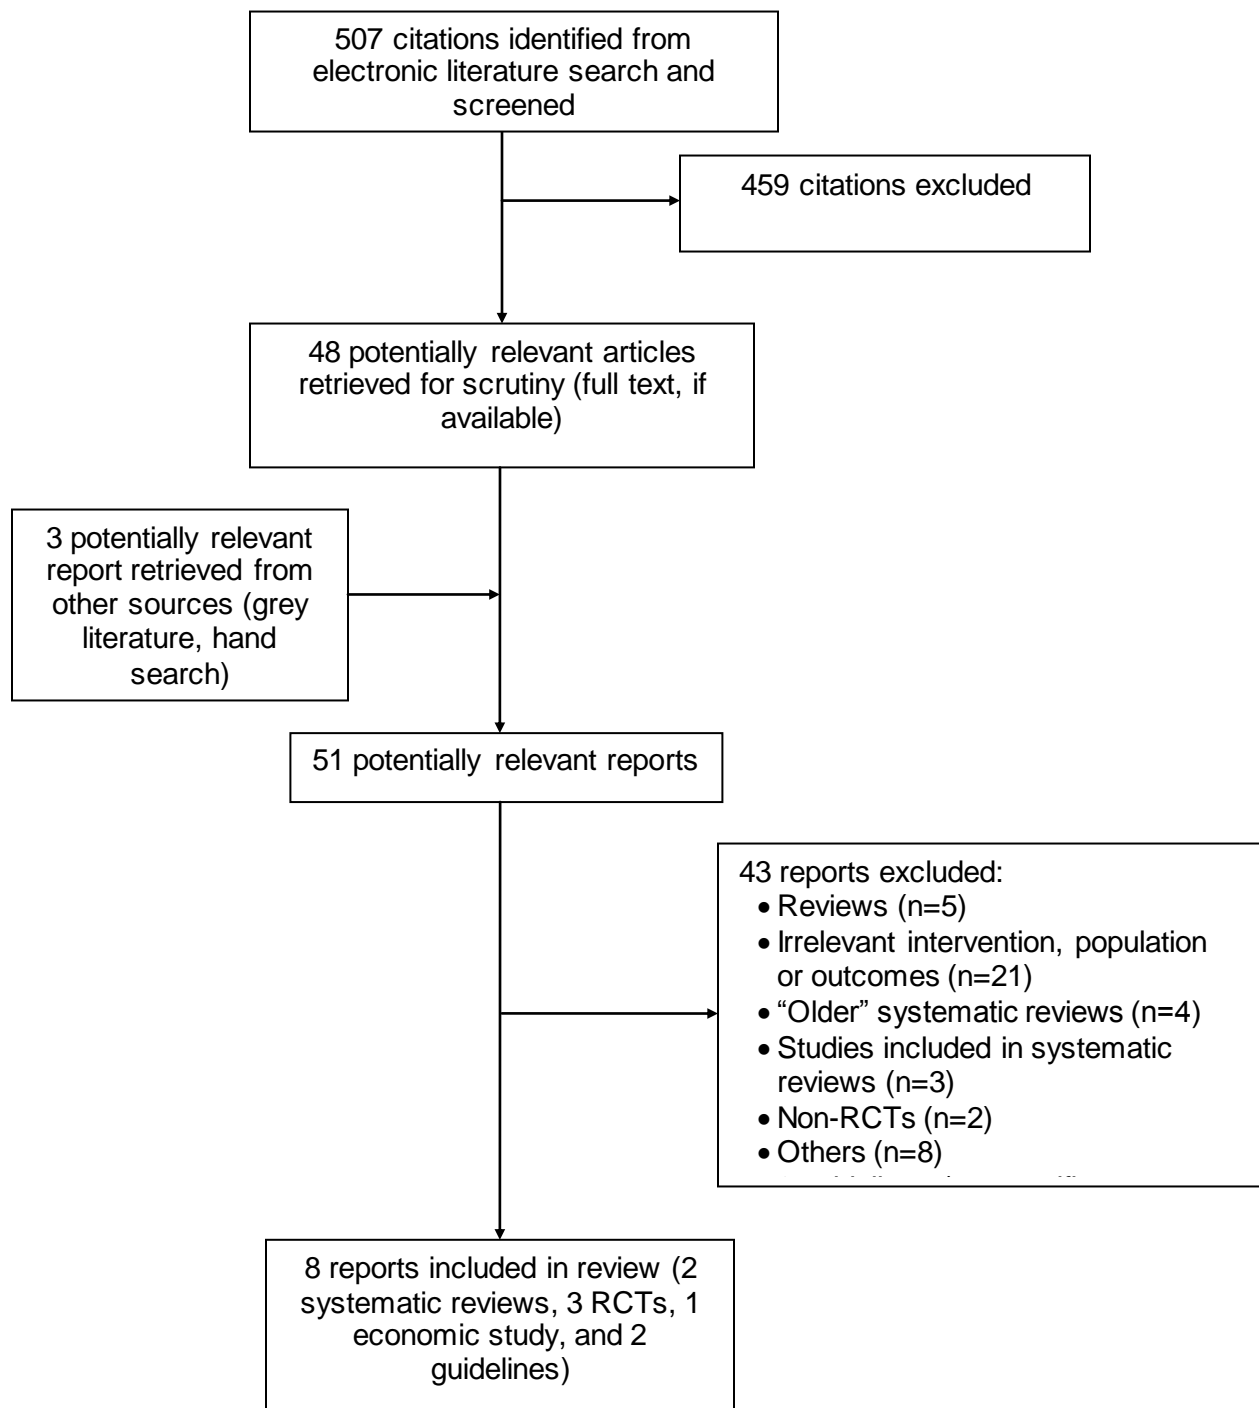 507 citations identified from
electronic literature search and
screened
459 citations excluded
48 potentially relevant articles
retrieved for scrutiny (full text, if
available)
3 potentially relevant
report retrieved from
other sources (grey
literature, hand
search)
51 potentially relevant reports
43 reports excluded:
• Reviews (n=5)
• Irrelevant intervention, population
or outcomes (n=21)
• “Older” systematic reviews (n=4)
• Studies included in systematic
reviews (n=3)
• Non-RCTs (n=2)
• Others (n=8)
8 reports included in review (2
systematic reviews, 3 RCTs, 1
economic study, and 2
guidelines)